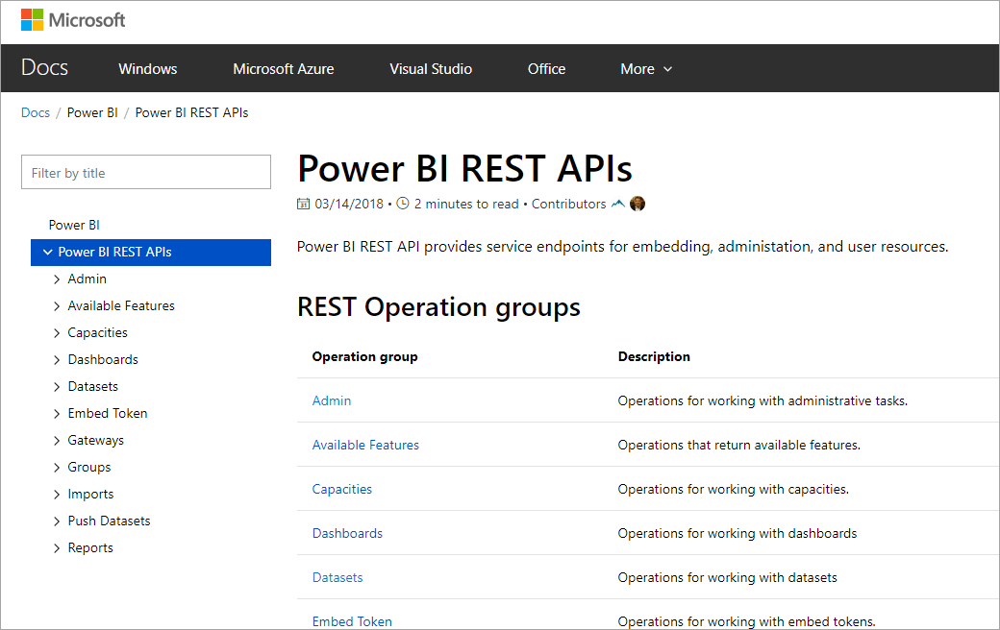 Microsoft
Docs Windows Microsoft Azure Visual Studio Office More
Docs / Power BI / Power BI REST APIs
Filter by title
Power BI
Power BI REST APIs
Admin
Available Features
Capacities
Dashboards
Datasets
Embed Token
Gateways
Groups
Imports
Push Datasets
Reports
Power BI REST APIs
03/14/2018 • 2 minutes to read • Contributors
Power BI REST API provides service endpoints for embedding, administation, and user resources.
REST Operation groups
Operation group Description
Admin Operations for working with administrative tasks.
Available Features Operations that return available features.
Capacities Operations for working with capacities.
Dashboards Operations for working with dashboards
Datasets Operations for working with datasets
Embed Token Operations for working with embed tokens.